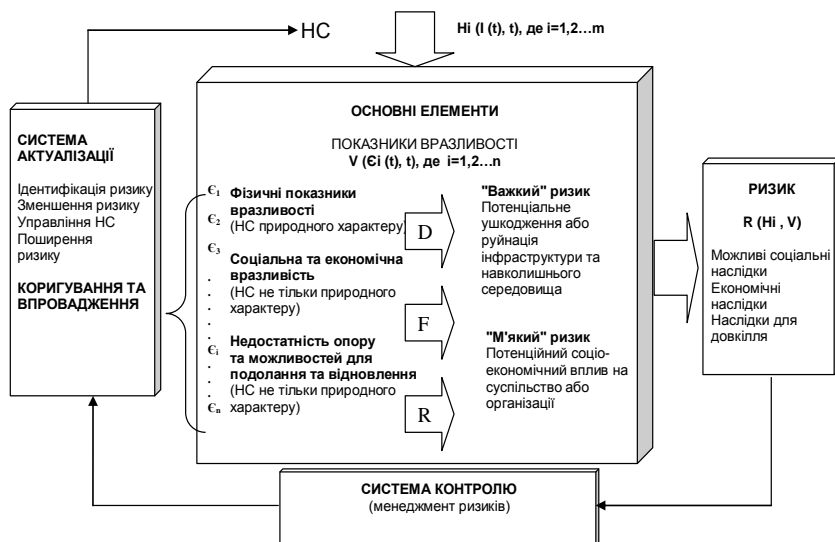 НС
Hi (I (t), t), де i=1,2…m
СИСТЕМА
АКТУАЛІЗАЦІЇ
Ідентифікація ризику
Зменшення ризику
Управління НС
Поширення
ризику
КОРИГУВАННЯ ТА
ВПРОВАДЖЕННЯ
ОСНОВНІ ЕЛЕМЕНТИ
ПОКАЗНИКИ ВРАЗЛИВОСТІ
V (Єi (t), t), де i=1,2…n
Є₁
Є₂
Є₃
.
.
.
.
.
Єᵢ
.
.
.
Єₙ
Фізичні показники
вразливості
(НС природного характеру)
Соціальна та економічна
вразливість
(НС не тільки природного
характеру)
Недостатність опору
та можливостей для
подолання та відновлення
(НС не тільки природного
характеру)
D
F
R
"Важкий" ризик
Потенціальне
ушкодження або
руйнація
інфраструктури та
навколишнього
середовища
"М'який" ризик
Потенційний соціо-
економічний вплив на
суспільство або
організації
РИЗИК
R (Hi , V)
Можливі соціальні
наслідки
Економічні
наслідки
Наслідки для
довкілля
СИСТЕМА КОНТРОЛЮ
(менеджмент ризиків)